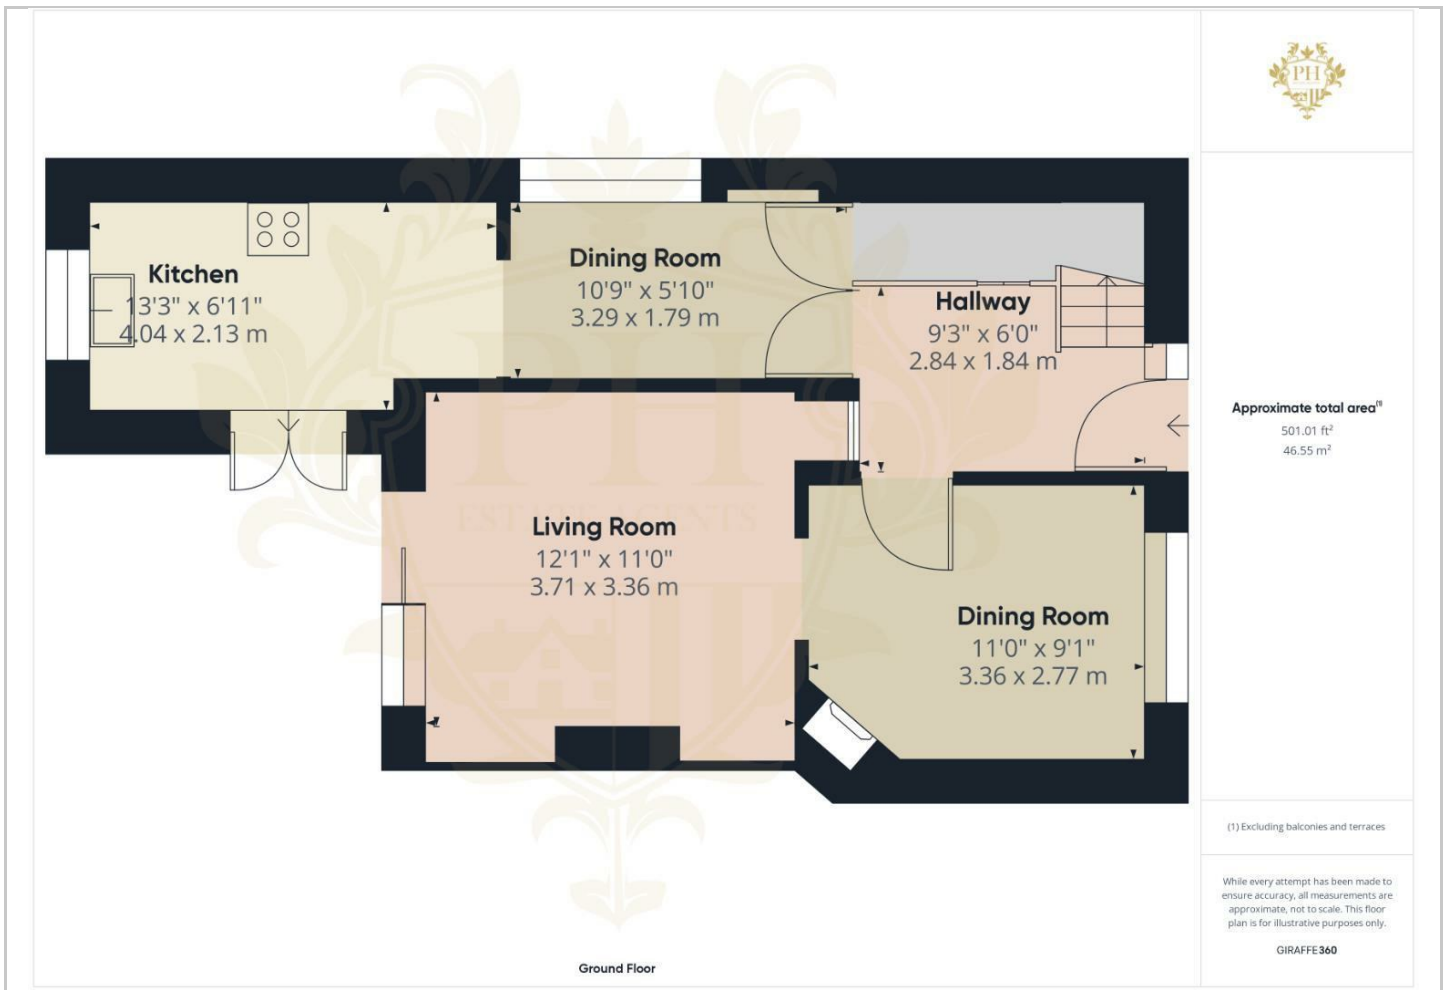 PH
Kitchen
13'3" x 6'11"
4.04 x 2.13 m
Dining Room
10'9" x 5'10"
3.29 x 1.79 m
Hallway
9'3" x 6'0"
2.84 x 1.84 m
Living Room
12'1" x 11'0"
3.71 x 3.36 m
Dining Room
11'0" x 9'1"
3.36 x 2.77 m
PH
ESTATE AGENTS
Ground Floor
Approximate total area⁽¹⁾
501.01 ft²
46.55 m²
(1) Excluding balconies and terraces
While every attempt has been made to
ensure accuracy, all measurements are
approximate, not to scale. This floor
plan is for illustrative purposes only.
GIRAFFE360